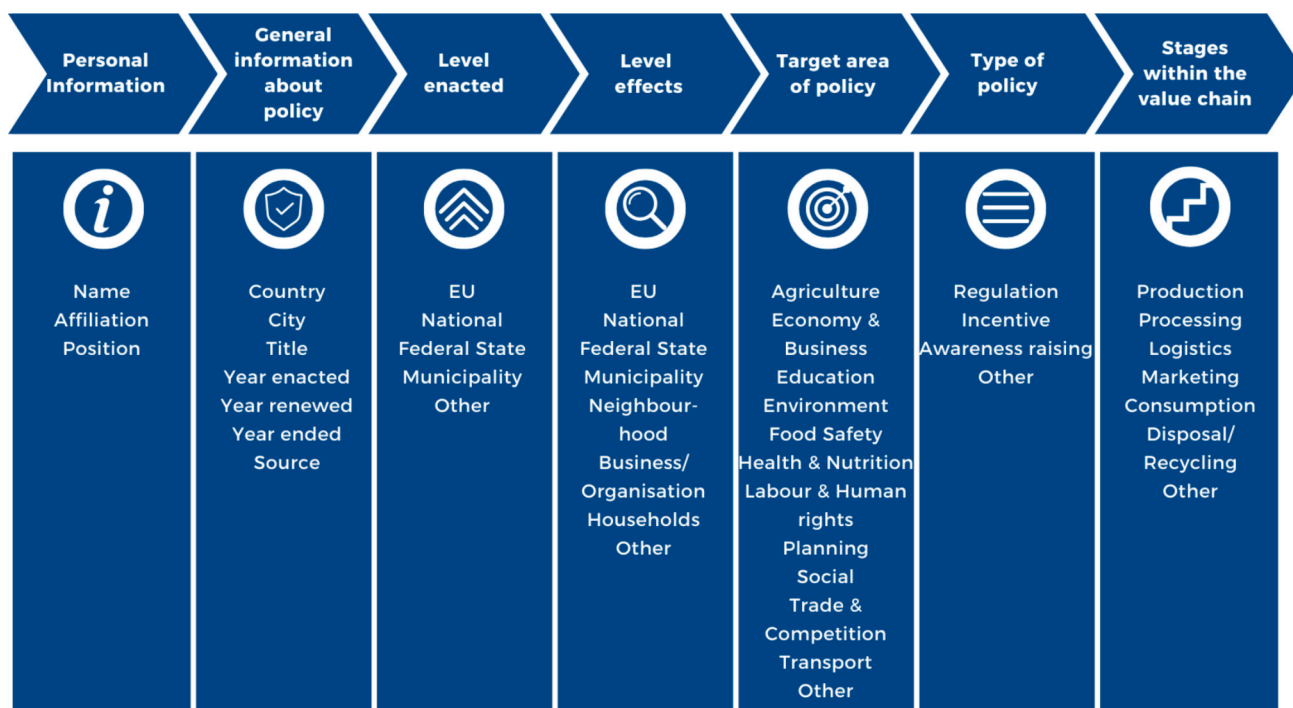 Personal
Information
General
information
about
policy
Level
enacted
Level
effects
Target area
of policy
Type of
policy
Stages
within the
value chain
i
Name
Affiliation
Position
Country
City
Title
Year enacted
Year renewed
Year ended
Source
EU
National
Federal State
Municipality
Other
EU
National
Federal State
Municipality
Neighbour-
hood
Business/
Organisation
Households
Other
Agriculture
Economy &
Business
Education
Environment
Food Safety
Health & Nutrition
Labour & Human
rights
Planning
Social
Trade &
Competition
Transport
Other
Regulation
Incentive
Awareness raising
Other
Production
Processing
Logistics
Marketing
Consumption
Disposal/
Recycling
Other